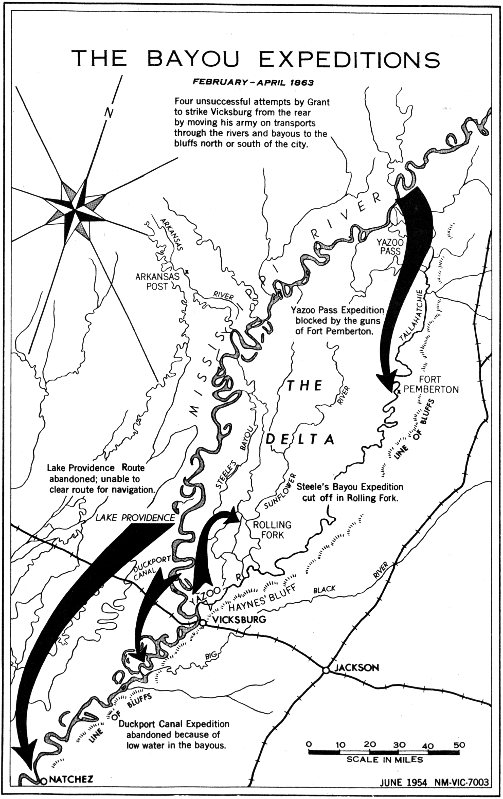 THE BAYOU EXPEDITIONS
FEBRUARY–APRIL 1863
Four unsuccessful attempts by Grant
to strike Vicksburg from the rear
by moving his army on transports
through the rivers and bayous to the
bluffs north or south of the city.
N
MISSISSIPPI RIVER
ARKANSAS
RIVER
ARKANSAS
POST
YAZOO
PASS
Yazoo Pass Expedition
blocked by the guns
of Fort Pemberton.
TALLAHATCHIE
FORT
PEMBERTON
LINE OF BLUFFS
THE
DELTA
STEELE'S BAYOU
SUNFLOWER
RIVER
Lake Providence Route
abandoned; unable to
clear route for navigation.
Steele's Bayou Expedition
cut off in Rolling Fork.
LAKE PROVIDENCE
ROLLING
FORK
DUCKPORT
CANAL
YAZOO R
HAYNES' BLUFF
BIG
BLACK
RIVER
VICKSBURG
JACKSON
LINE OF BLUFFS
Duckport Canal Expedition
abandoned because of
low water in the bayous.
NATCHEZ
0 10 20 30 40 50
SCALE IN MILES
JUNE 1954 NM-VIC-7003